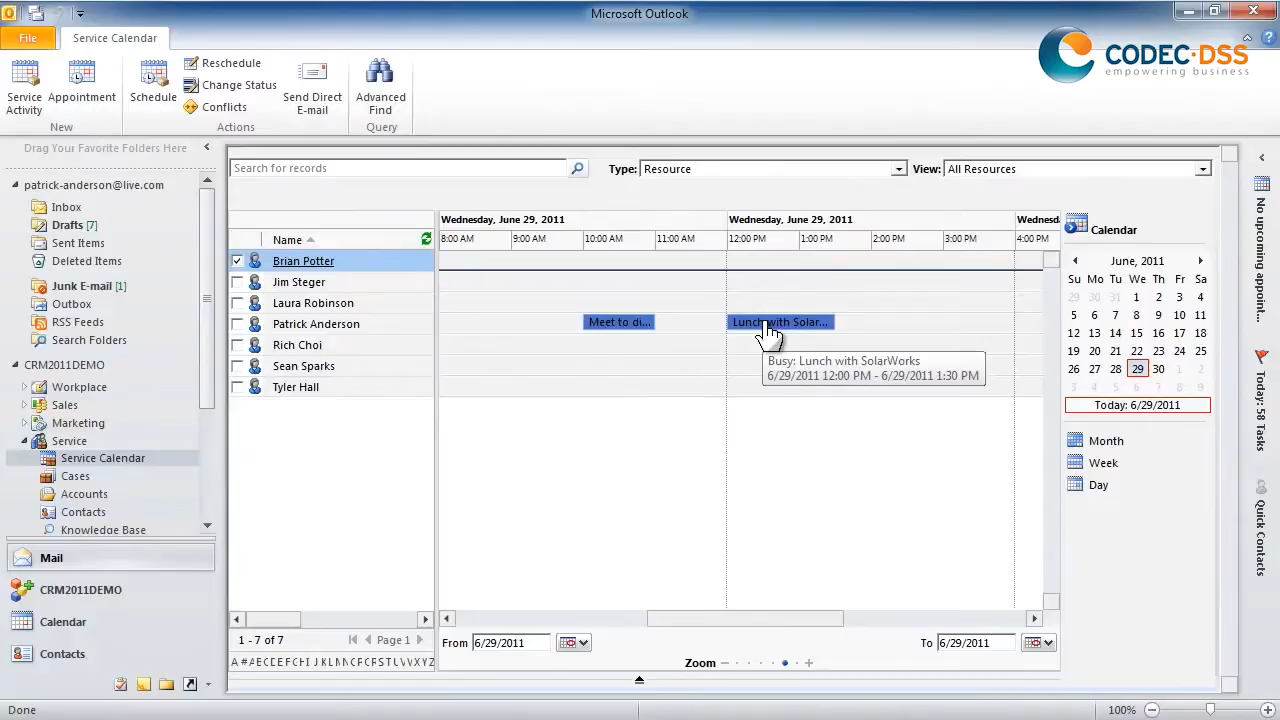 Microsoft Outlook
File
Service Calendar
CODEC·DSS
empowering business
Service Activity
Appointment
Schedule
Reschedule
Change Status
Conflicts
Send Direct E-mail
Advanced Find
New
Actions
Query
Drag Your Favorite Folders Here
patrick-anderson@live.com
Inbox
Drafts [7]
Sent Items
Deleted Items
Junk E-mail [1]
Outbox
RSS Feeds
Search Folders
CRM2011DEMO
Workplace
Sales
Marketing
Service
Service Calendar
Cases
Accounts
Contacts
Knowledge Base
Mail
CRM2011DEMO
Calendar
Contacts
Search for records
Type: Resource
View: All Resources
Wednesday, June 29, 2011
Wednesday, June 29, 2011
Wednesd
Name
8:00 AM 9:00 AM 10:00 AM 11:00 AM 12:00 PM 1:00 PM 2:00 PM 3:00 PM 4:00 PM
Brian Potter
Jim Steger
Laura Robinson
Patrick Anderson
Meet to di...
Lunch with Solar...
Rich Choi
Sean Sparks
Tyler Hall
Busy: Lunch with SolarWorks
6/29/2011 12:00 PM - 6/29/2011 1:30 PM
1 - 7 of 7
Page 1
From 6/29/2011
To 6/29/2011
Zoom
Calendar
June, 2011
Su Mo Tu We Th Fr Sa
29 30 31 1 2 3 4
5 6 7 8 9 10 11
12 13 14 15 16 17 18
19 20 21 22 23 24 25
26 27 28 29 30 1 2
3 4 5 6 7 8 9
Today: 6/29/2011
Month
Week
Day
No upcoming appoint...
Today: 58 Tasks
Quick Contacts
Done
100%